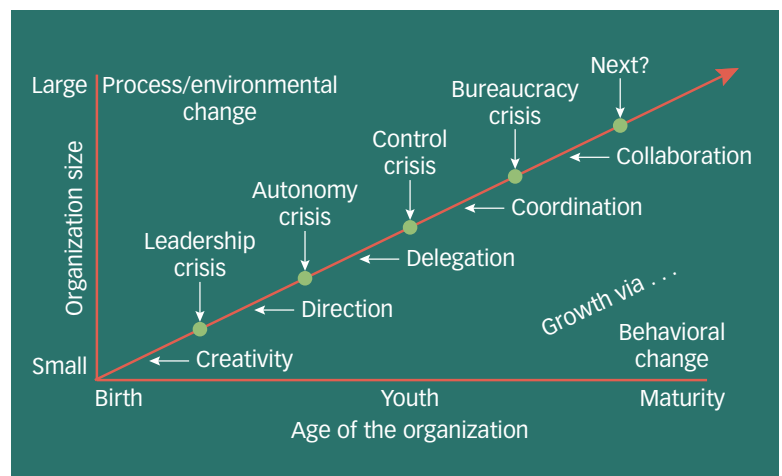 Large
Process/environmental
change
Next?
Bureaucracy
crisis
Control
crisis
Collaboration
Autonomy
crisis
Coordination
Organization size
Leadership
crisis
Delegation
Direction
Growth via . . .
Creativity
Behavioral
change
Small
Birth
Youth
Maturity
Age of the organization